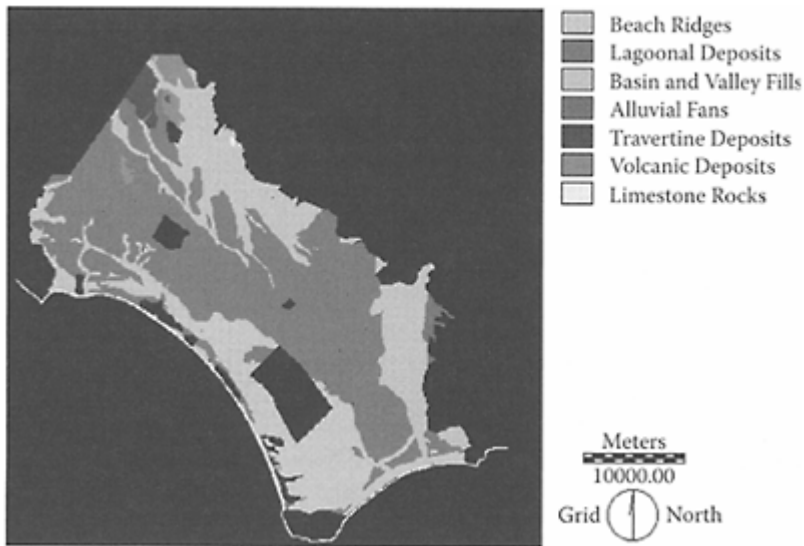 Beach Ridges
Lagoonal Deposits
Basin and Valley Fills
Alluvial Fans
Travertine Deposits
Volcanic Deposits
Limestone Rocks
Meters
10000.00
Grid North